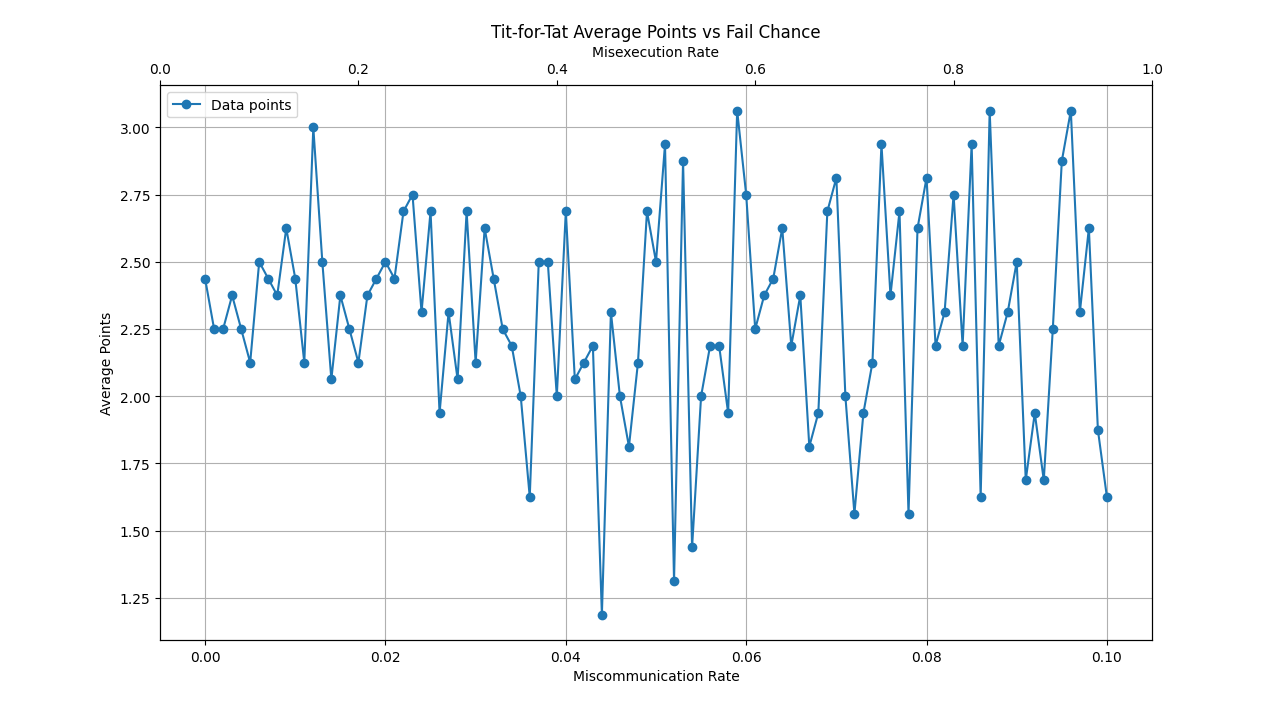 Tit-for-Tat Average Points vs Fail Chance
Misexecution Rate
0.0 0.2 0.4 0.6 0.8 1.0
Data points
3.00
2.75
2.50
2.25
2.00
1.75
1.50
1.25
Average Points
0.00 0.02 0.04 0.06 0.08 0.10
Miscommunication Rate